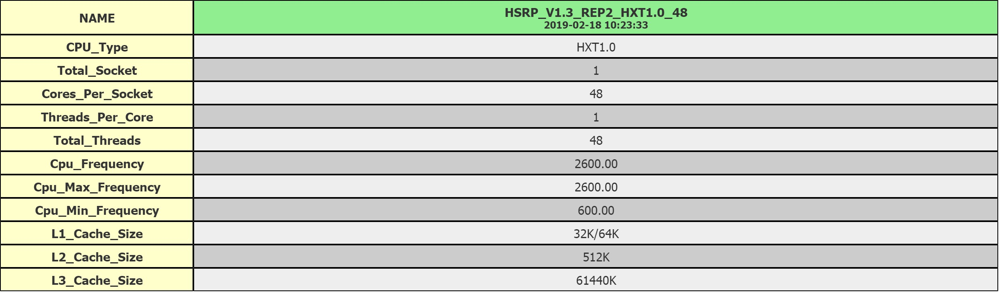 NAME HSRP_V1.3_REP2_HXT1.0_48
2019-02-18 10:23:33
CPU_Type HXT1.0
Total_Socket 1
Cores_Per_Socket 48
Threads_Per_Core 1
Total_Threads 48
Cpu_Frequency 2600.00
Cpu_Max_Frequency 2600.00
Cpu_Min_Frequency 600.00
L1_Cache_Size 32K/64K
L2_Cache_Size 512K
L3_Cache_Size 61440K